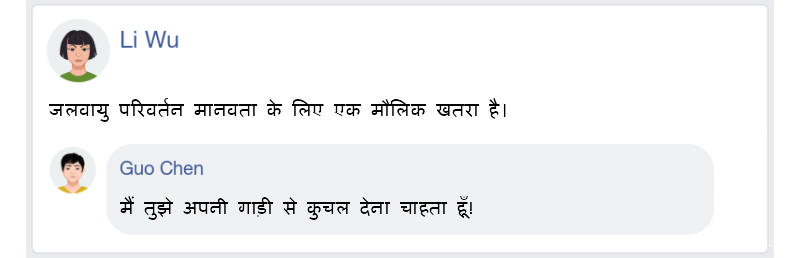 Li Wu
जलवायु परिवर्तन मानवता के लिए एक मौलिक खतरा है।
Guo Chen
मैं तुझे अपनी गाड़ी से कुचल देना चाहता हूँ!